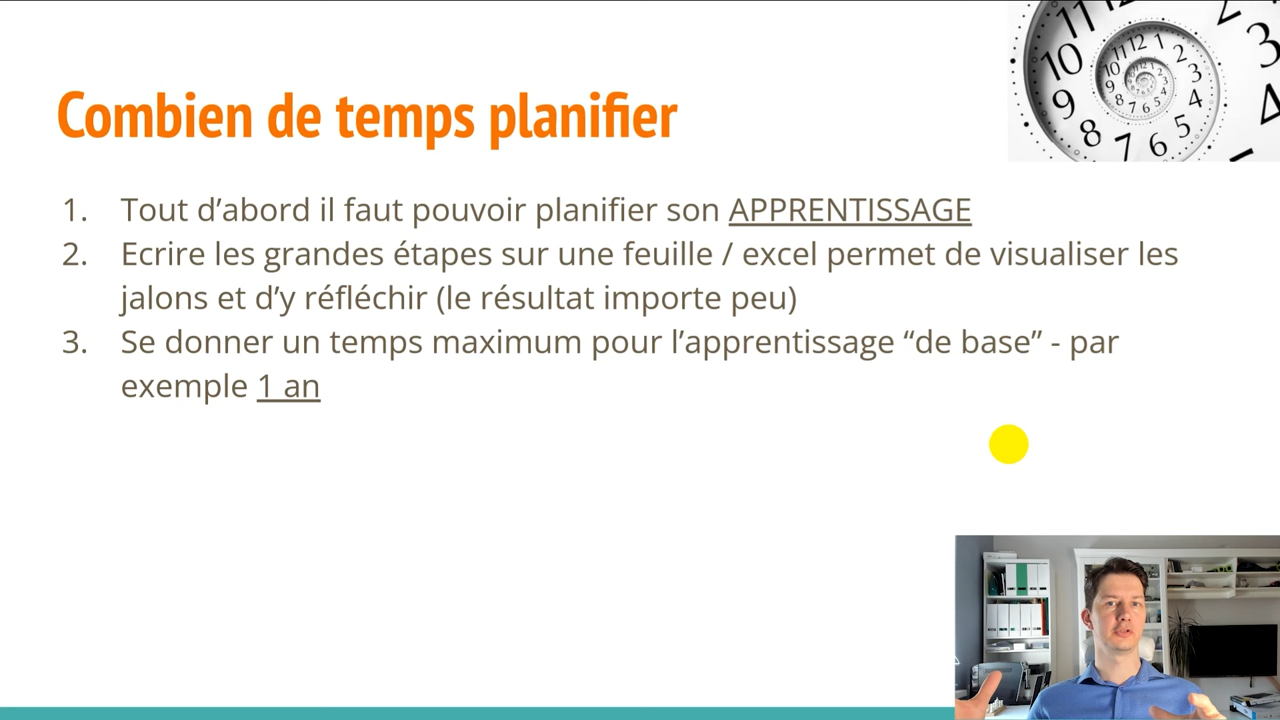 Combien de temps planifier
1. Tout d’abord il faut pouvoir planifier son APPRENTISSAGE
2. Ecrire les grandes étapes sur une feuille / excel permet de visualiser les
jalons et d’y réfléchir (le résultat importe peu)
3. Se donner un temps maximum pour l’apprentissage “de base” - par
exemple 1 an